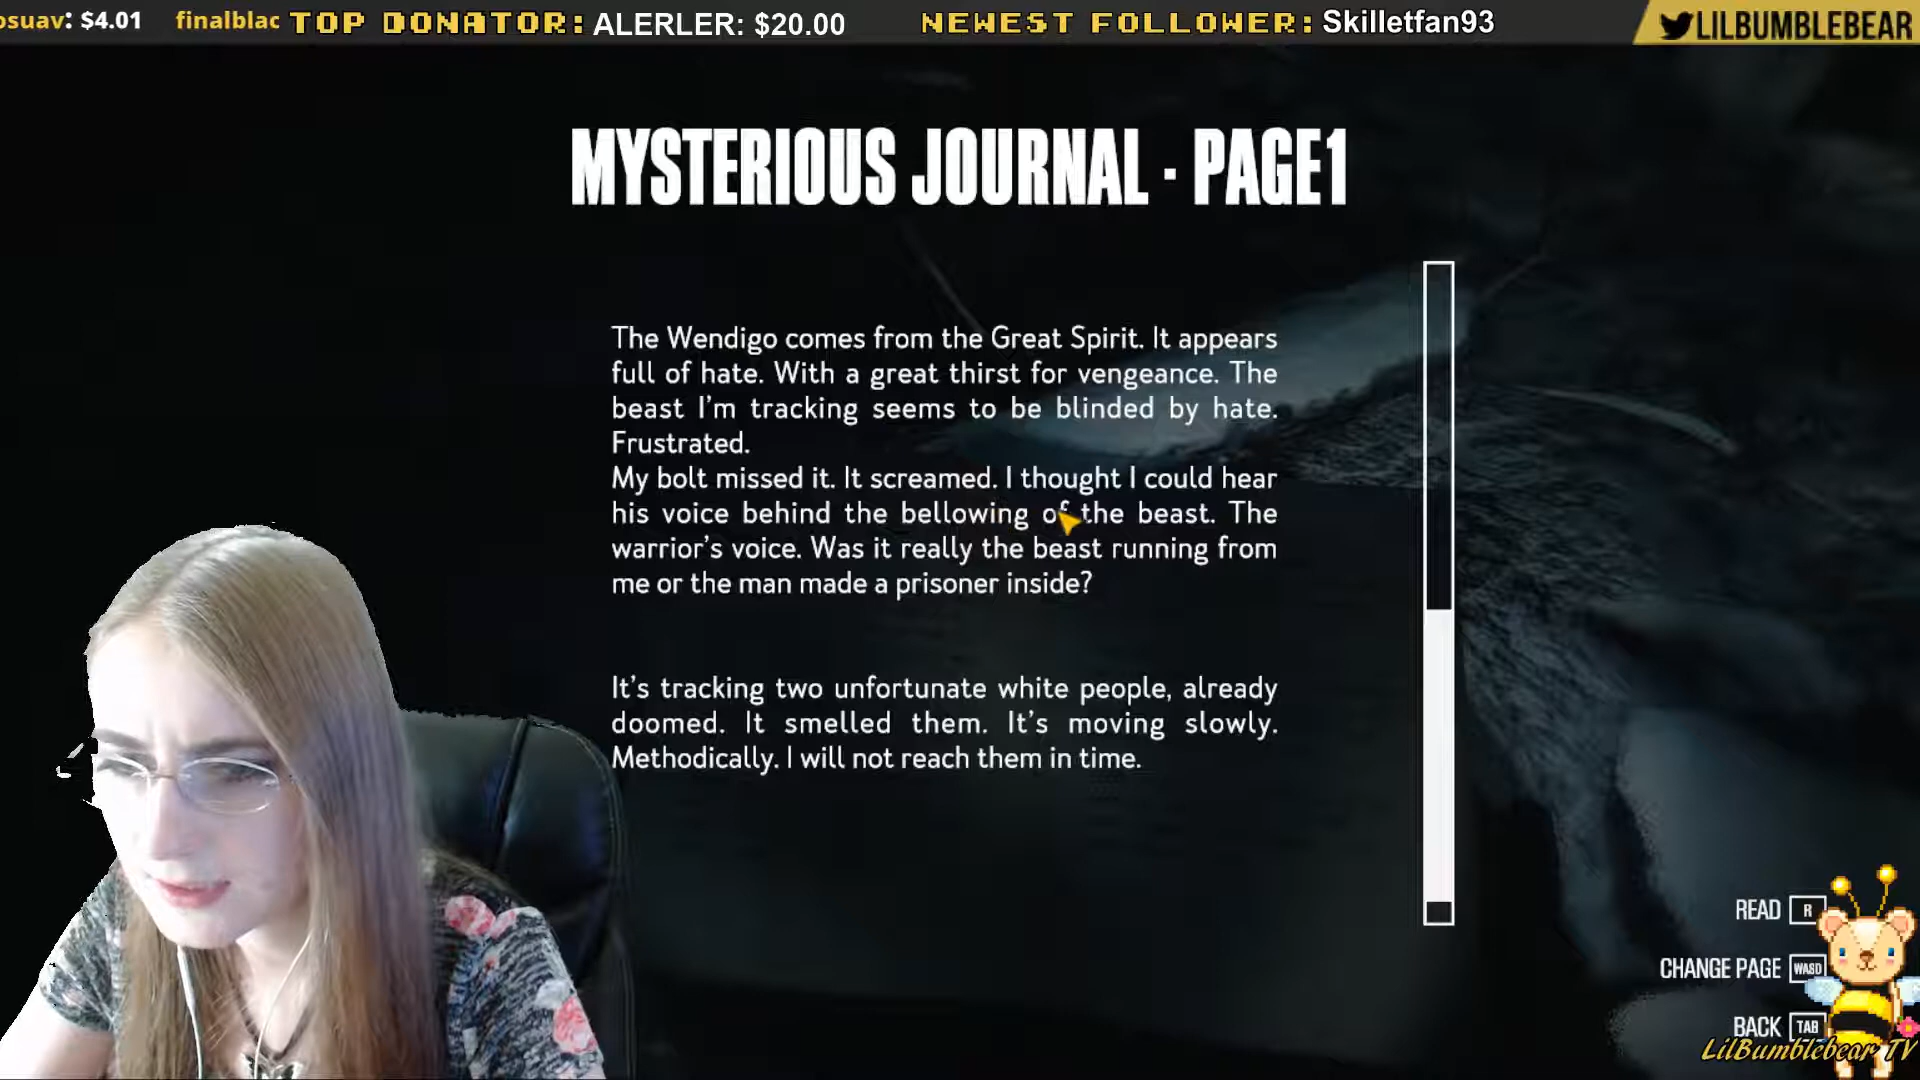 osuav: $4.01 finalblac TOP DONATOR: ALERLER: $20.00 NEWEST FOLLOWER: Skilletfan93 LILBUMBLEBEAR
MYSTERIOUS JOURNAL - PAGE1
The Wendigo comes from the Great Spirit. It appears
full of hate. With a great thirst for vengeance. The
beast I'm tracking seems to be blinded by hate.
Frustrated.
My bolt missed it. It screamed. I thought I could hear
his voice behind the bellowing of the beast. The
warrior's voice. Was it really the beast running from
me or the man made a prisoner inside?
It's tracking two unfortunate white people, already
doomed. It smelled them. It's moving slowly.
Methodically. I will not reach them in time.
READ R
CHANGE PAGE WASD
BACK TAB
LilBumblebear TV